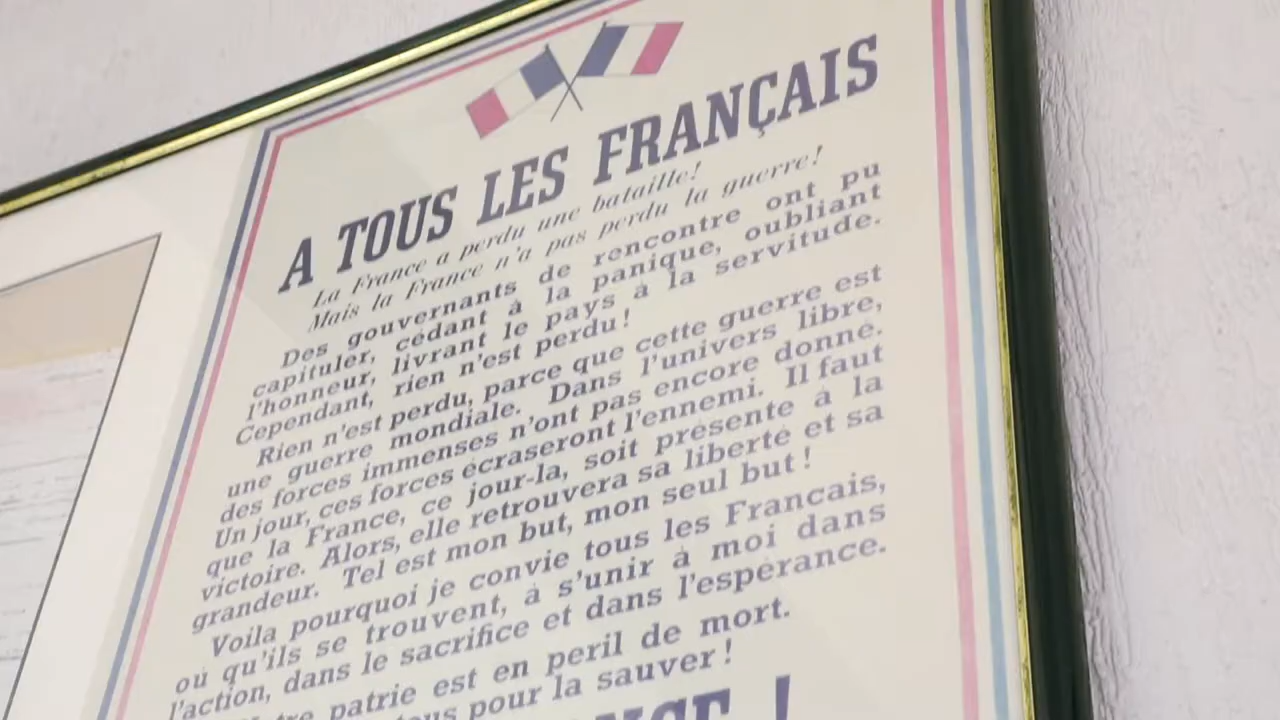 A TOUS LES FRANÇAIS
La France a perdu une bataille!
Mais la France n'a pas perdu la guerre!
Des gouvernants de rencontre ont pu
capituler, cédant à la panique, oubliant
l'honneur, livrant le pays à la servitude.
Cependant, rien n'est perdu!
Rien n'est perdu, parce que cette guerre est
une guerre mondiale. Dans l'univers libre,
des forces immenses n'ont pas encore donné.
Un jour, ces forces écraseront l'ennemi. Il faut
que la France, ce jour-la, soit présente à la
victoire. Alors, elle retrouvera sa liberté et sa
grandeur. Tel est mon but, mon seul but!
Voila pourquoi je convie tous les Francais,
où qu'ils se trouvent, à s'unir à moi dans
l'action, dans le sacrifice et dans l'espérance.
patrie est en peril de mort.
pour la sauver!